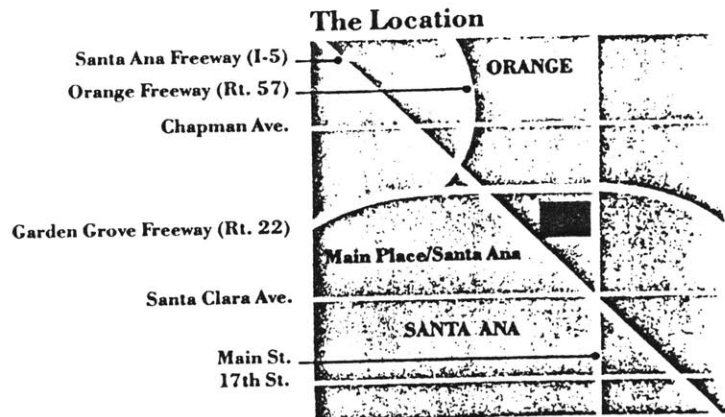 The Location
Santa Ana Freeway (I-5)
ORANGE
Orange Freeway (Rt. 57)
Chapman Ave.
Garden Grove Freeway (Rt. 22)
Main Place/Santa Ana
Santa Clara Ave.
SANTA ANA
Main St.
17th St.